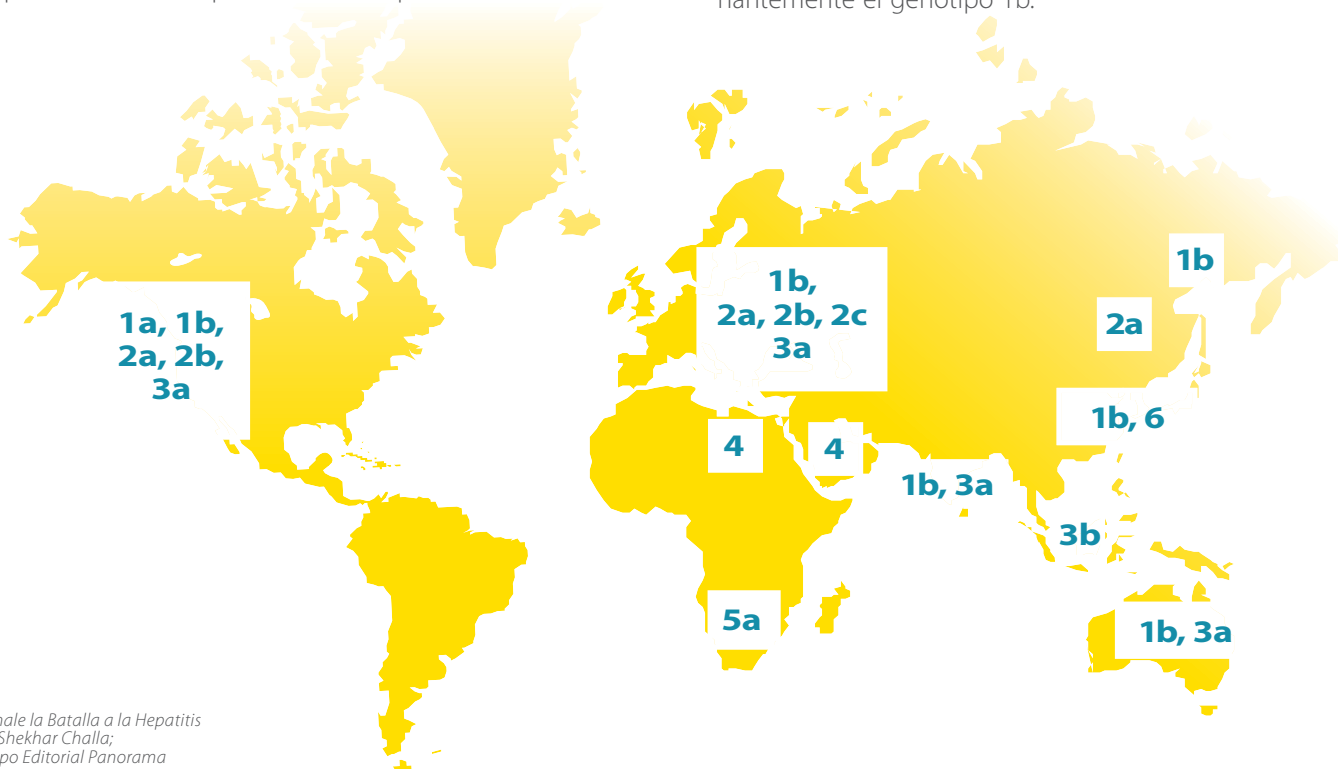 nantemente el genotipo 1b.
1b
1b,
2a, 2b, 2c
3a
1a, 1b,
2a, 2b,
3a
2a
1b, 6
4
4
1b, 3a
3b
5a
1b, 3a
la Batalla a la Hepatitis
Shekhar Challa;
Editorial Panorama